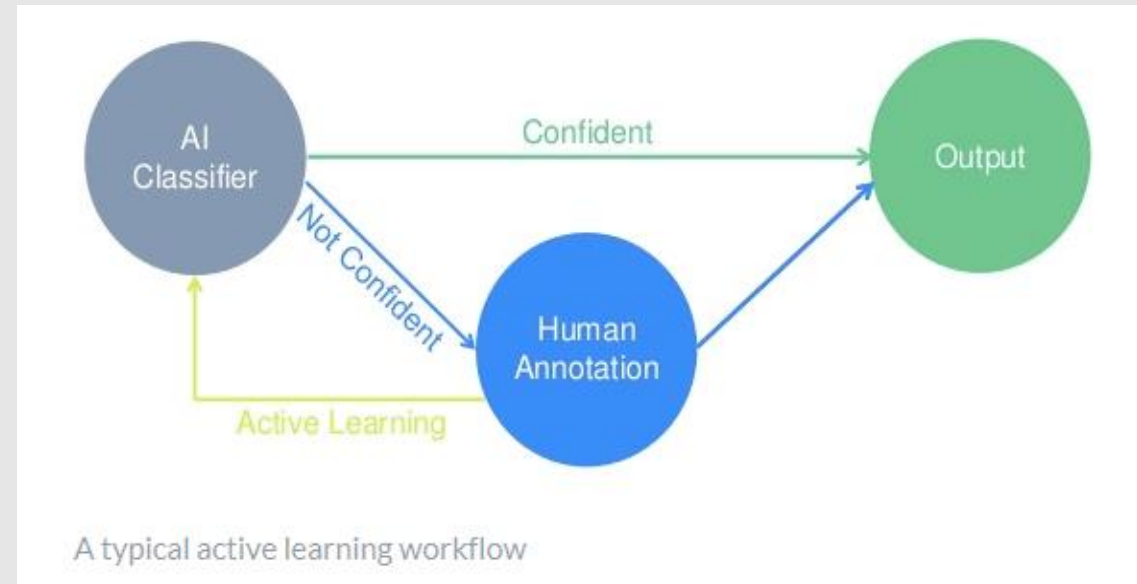 AI
Classifier
Confident
Output
Not Confident
Human
Annotation
Active Learning
A typical active learning workflow